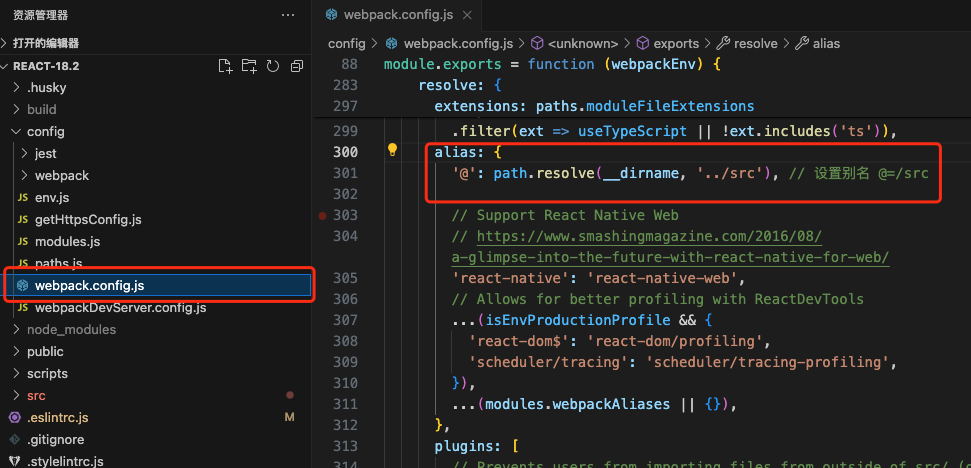 资源管理器
打开的编辑器
REACT-18.2
.husky
build
config
jest
webpack
JS env.js
JS getHttpsConfig.js
JS modules.js
JS paths.js
webpack.config.js
JS webpackDevServer.config.js
node_modules
public
scripts
src
.eslintrc.js M
.gitignore
.stylelintrc.js
webpack.config.js
config > webpack.config.js > <unknown> > exports > resolve > alias
88 module.exports = function (webpackEnv) {
283 resolve: {
297 extensions: paths.moduleFileExtensions
299 .filter(ext => useTypeScript || !ext.includes('ts')),
300 alias: {
301 '@': path.resolve(__dirname, '../src'), // 设置别名 @=/src
302
303 // Support React Native Web
304 // https://www.smashingmagazine.com/2016/08/
a-glimpse-into-the-future-with-react-native-for-web/
305 'react-native': 'react-native-web',
306 // Allows for better profiling with ReactDevTools
307 ...(isEnvProductionProfile && {
308 'react-dom$': 'react-dom/profiling',
309 'scheduler/tracing': 'scheduler/tracing-profiling',
310 }),
311 ...(modules.webpackAliases || {}),
312 },
313 plugins: [
314 // Prevents users from importing files from outside of src/ (